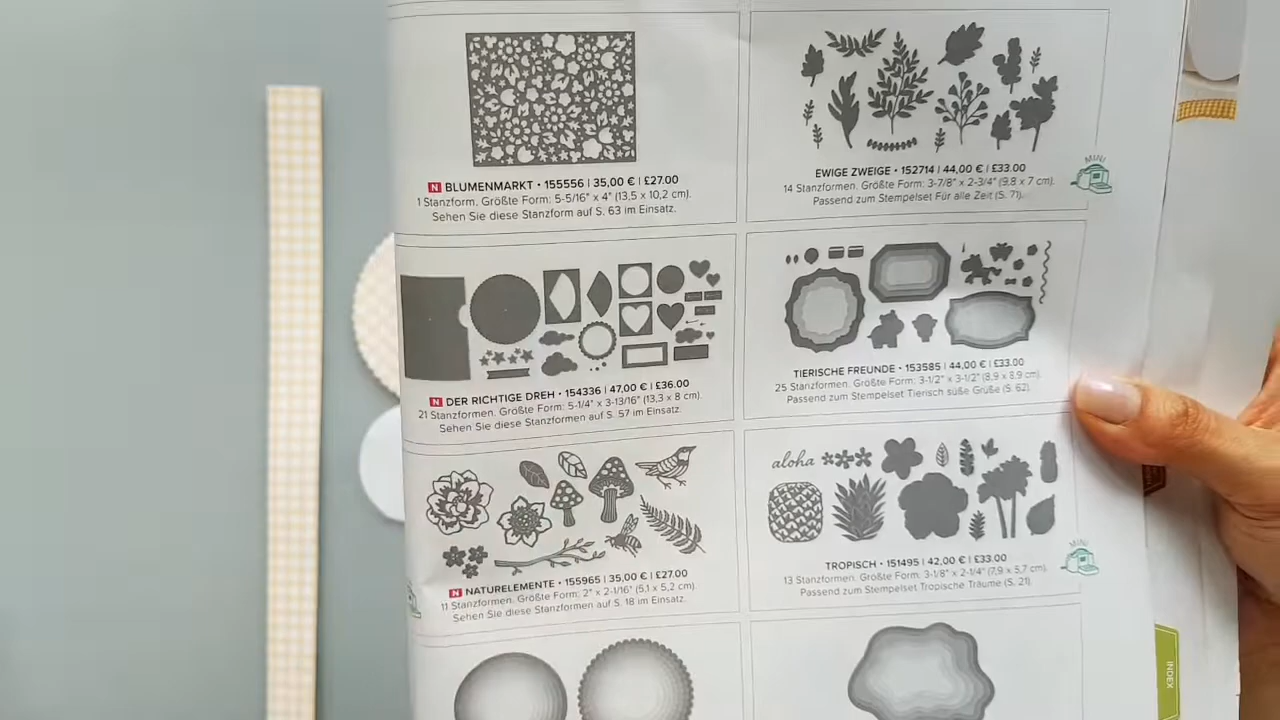 N BLUMENMARKT • 155556 | 35,00 € | £27.00
1 Stanzform. Größte Form: 5-5/16" x 4" (13,5 x 10,2 cm).
Sehen Sie diese Stanzform auf S. 63 im Einsatz.
EWIGE ZWEIGE • 152714 | 44,00 € | £33.00
14 Stanzformen. Größte Form: 3-7/8" x 2-3/4" (9,8 x 7 cm).
Passend zum Stempelset Für alle Zeit (S. 71).
MINI
N DER RICHTIGE DREH • 154336 | 47,00 € | £36.00
21 Stanzformen. Größte Form: 5-1/4" x 3-13/16" (13,3 x 8 cm).
Sehen Sie diese Stanzformen auf S. 57 im Einsatz.
TIERISCHE FREUNDE • 153585 | 44,00 € | £33.00
25 Stanzformen. Größte Form: 3-1/2" x 3-1/2" (8,9 x 8,9 cm).
Passend zum Stempelset Tierisch süße Grüße (S. 62).
N NATURELEMENTE • 155965 | 35,00 € | £27.00
11 Stanzformen. Größte Form: 2" x 2-1/16" (5,1 x 5,2 cm).
Sehen Sie diese Stanzformen auf S. 18 im Einsatz.
aloha
TROPISCH • 151495 | 42,00 € | £33.00
13 Stanzformen. Größte Form: 3-1/8" x 2-1/4" (7,9 x 5,7 cm).
Passend zum Stempelset Tropische Träume (S. 21).
MINI
INDEX